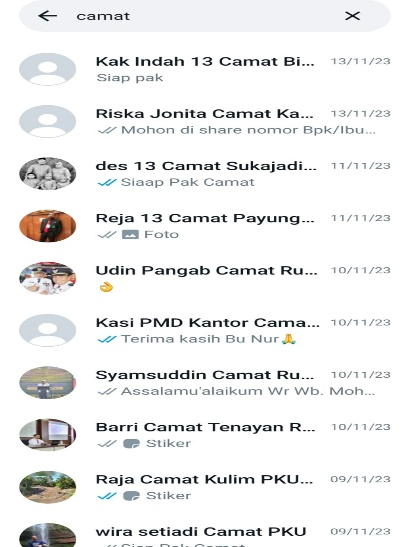 camat
Kak Indah 13 Camat Bi... 13/11/23
Siap pak
Riska Jonita Camat Ka... 13/11/23
Mohon di share nomor Bpk/Ibu...
des 13 Camat Sukajadi... 11/11/23
Siaap Pak Camat
Reja 13 Camat Payung... 11/11/23
Foto
Udin Pangab Camat Ru... 10/11/23
👌
Kasi PMD Kantor Cama... 10/11/23
Terima kasih Bu Nur🙏
Syamsuddin Camat Ru... 10/11/23
Assalamu'alaikum Wr Wb. Moh...
Barri Camat Tenayan R... 10/11/23
Stiker
Raja Camat Kulim PKU... 09/11/23
Stiker
wira setiadi Camat PKU 09/11/23
Siap Pak Camat